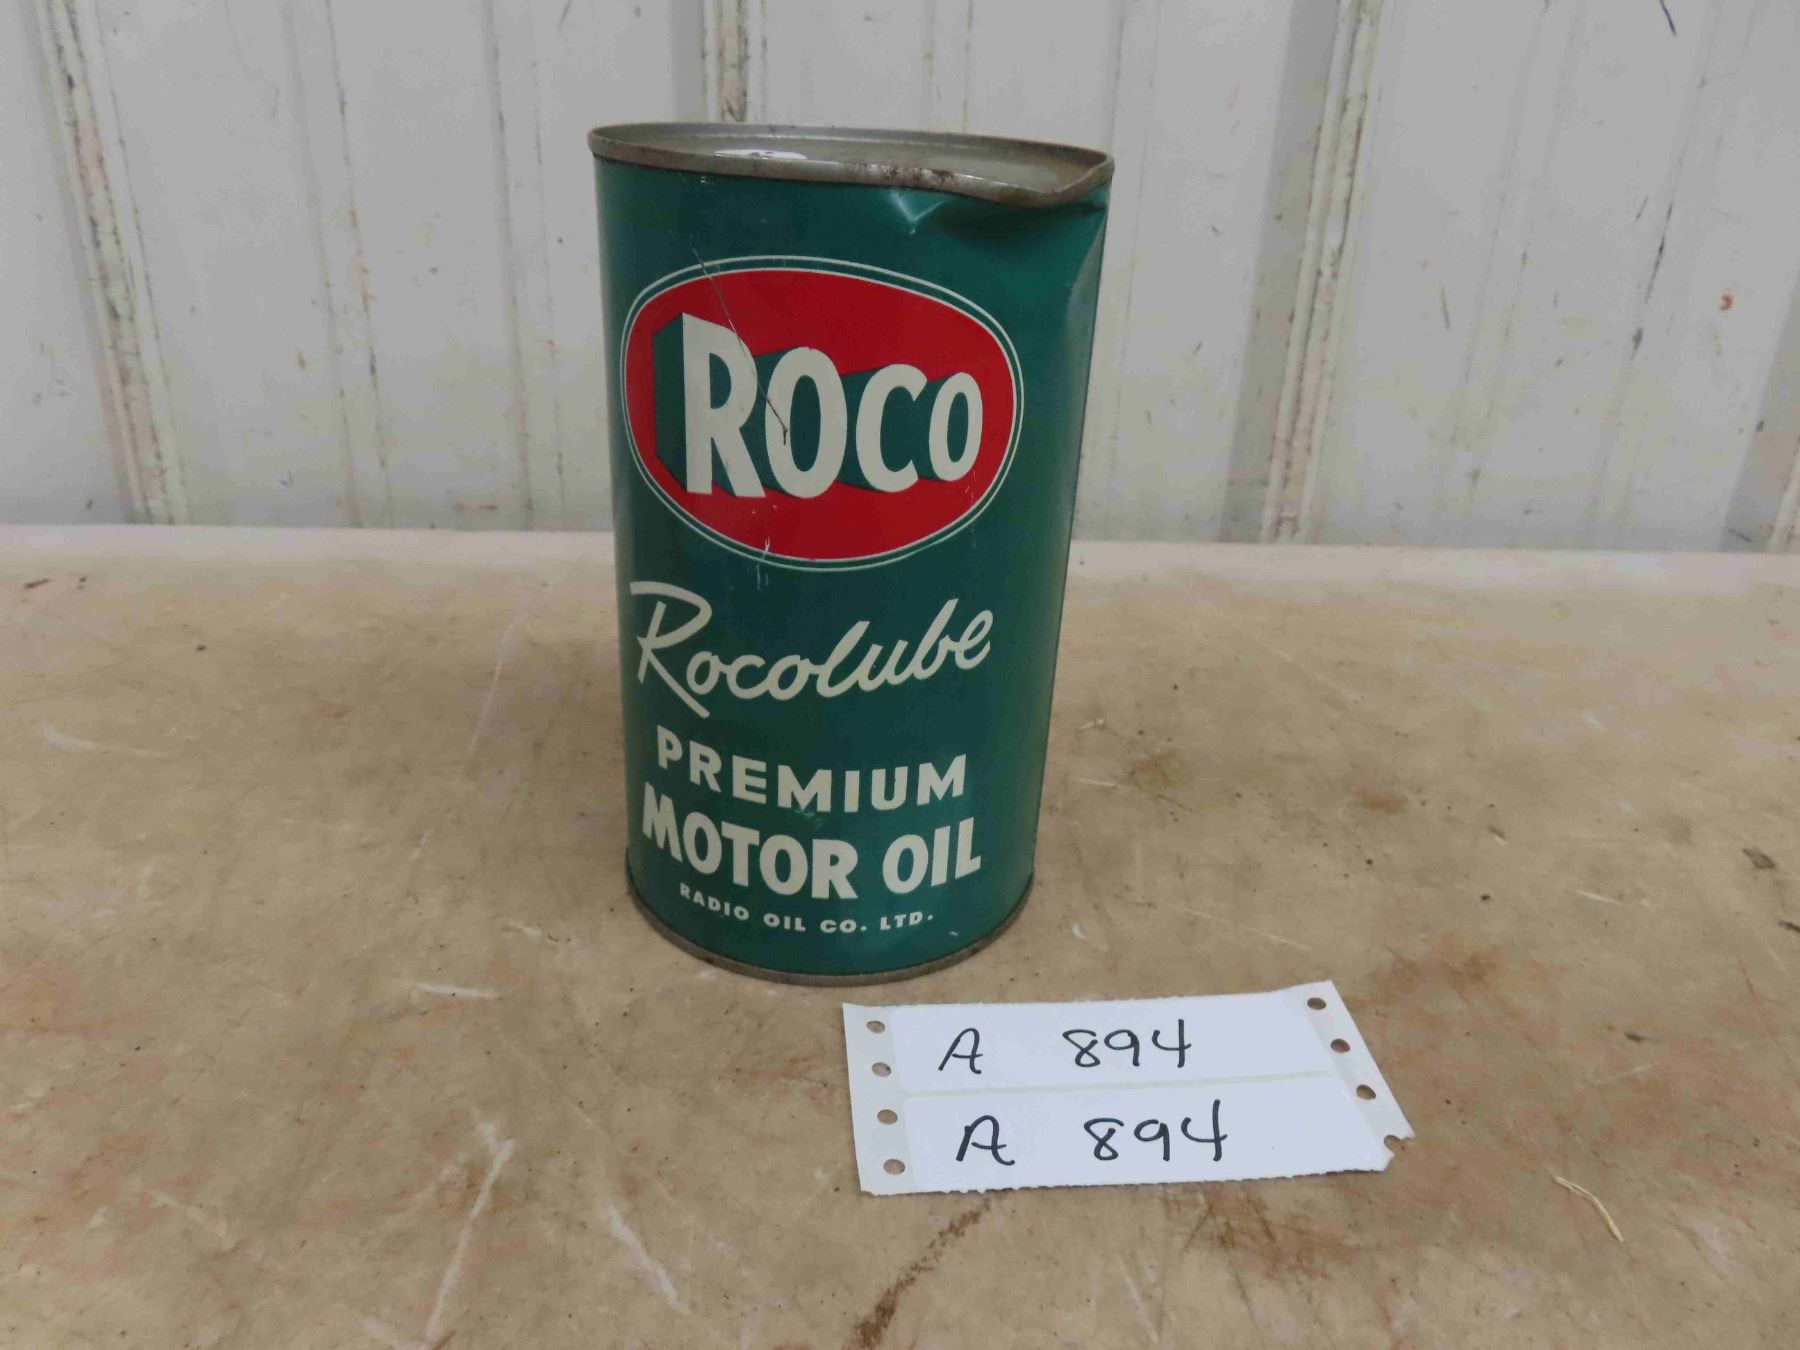 ROCO
Rocolube
PREMIUM
MOTOR OIL
RADIO OIL CO. LTD.
A 894
A 894